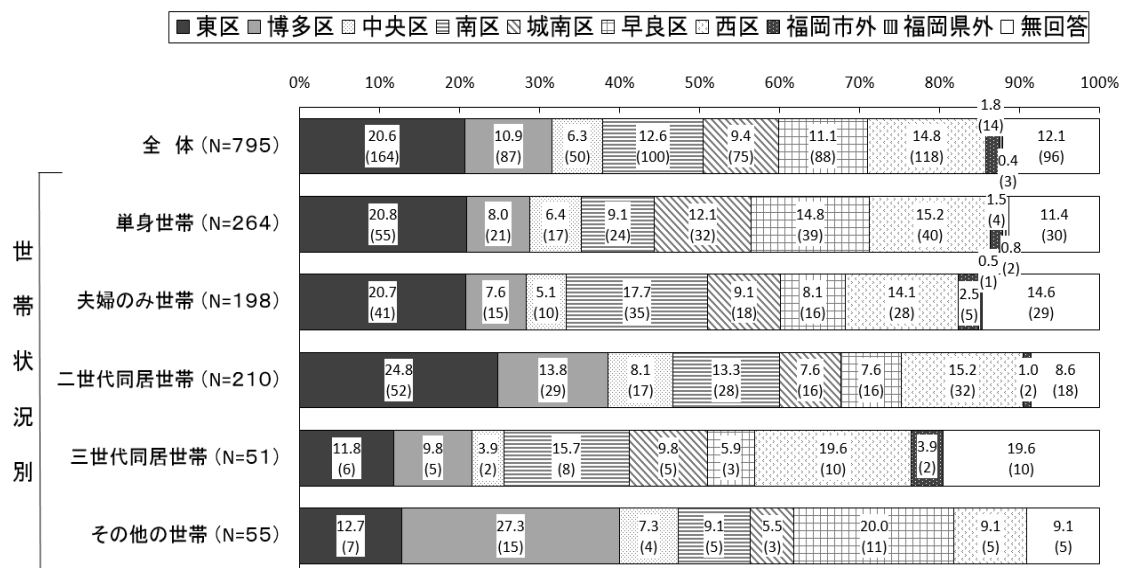 東区 博多区 中央区 南区 城南区 早良区 西区 福岡市外 福岡県外 無回答
0% 10% 20% 30% 40% 50% 60% 70% 80% 90% 100%
全 体 (N=795)
20.6 10.9 6.3 12.6 9.4 11.1 14.8 1.8 0.4 12.1
(164) (87) (50) (100) (75) (88) (118) (14) (3) (96)
世帯状況別
単身世帯 (N=264)
20.8 8.0 6.4 9.1 12.1 14.8 15.2 1.5 0.8 11.4
(55) (21) (17) (24) (32) (39) (40) (4) (2) (30)
夫婦のみ世帯 (N=198)
20.7 7.6 5.1 17.7 9.1 8.1 14.1 2.5 0.5 14.6
(41) (15) (10) (35) (18) (16) (28) (5) (1) (29)
二世代同居世帯 (N=210)
24.8 13.8 8.1 13.3 7.6 7.6 15.2 1.0 8.6
(52) (29) (17) (28) (16) (16) (32) (2) (18)
三世代同居世帯 (N=51)
11.8 9.8 3.9 15.7 9.8 5.9 19.6 3.9 19.6
(6) (5) (2) (8) (5) (3) (10) (2) (10)
その他の世帯 (N=55)
12.7 27.3 7.3 9.1 5.5 20.0 9.1 9.1
(7) (15) (4) (5) (3) (11) (5) (5)